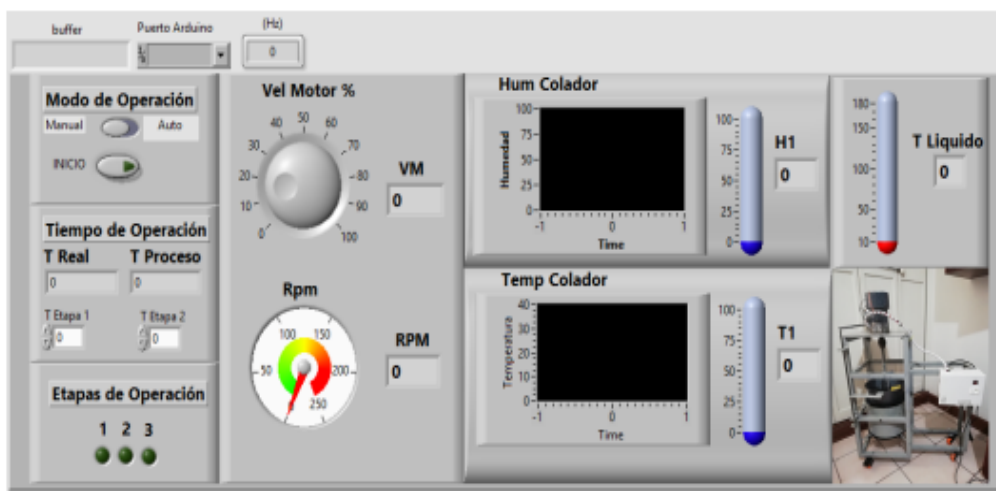 buffer
Puerto Arduino
(Hz)
0
Modo de Operación
Manual
Auto
INICIO
Tiempo de Operación
T Real
T Proceso
0
0
T Etapa 1
T Etapa 2
0
0
Etapas de Operación
1 2 3
Vel Motor %
0
10
20
30
40
50
60
70
80
90
100
VM
0
Rpm
50
100
150
200
250
RPM
0
Hum Colador
Humedad
100
75
50
25
0
-1
0
1
Time
100
75
50
25
0
H1
0
Temp Colador
Temperatura
40
30
20
10
0
-1
0
1
Time
100
75
50
25
0
T1
0
180
150
100
50
10
T Liquido
0